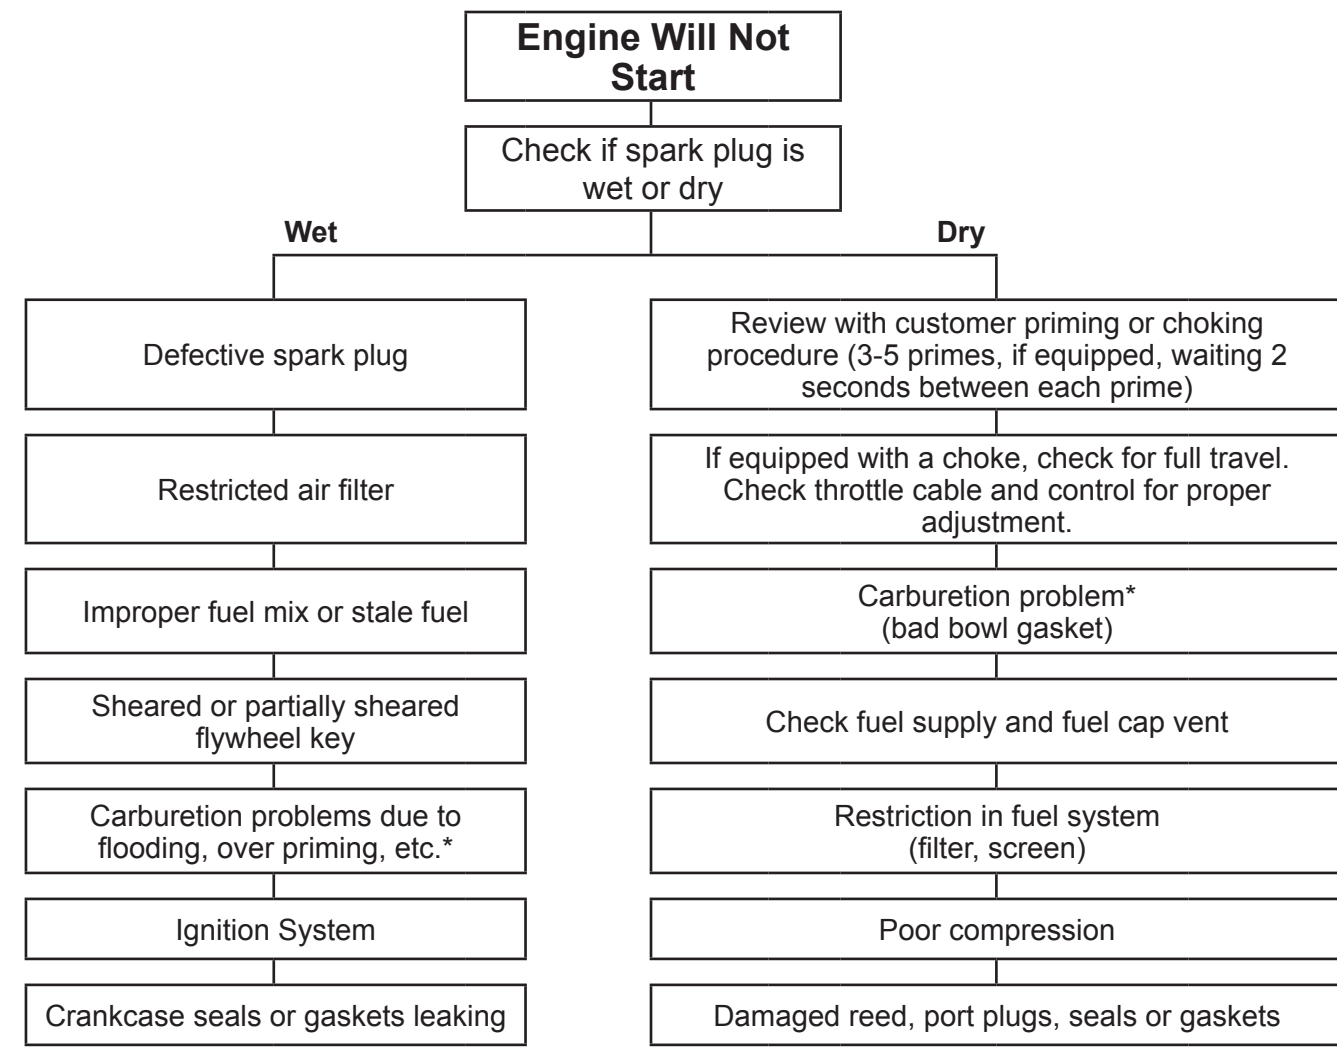 Engine Will Not
Start
Check if spark plug is
wet or dry
Wet
Dry
Defective spark plug
Restricted air filter
Improper fuel mix or stale fuel
Sheared or partially sheared
flywheel key
Carburetion problems due to
flooding, over priming, etc.*
Ignition System
Crankcase seals or gaskets leaking
Review with customer priming or choking
procedure (3-5 primes, if equipped, waiting 2
seconds between each prime)
If equipped with a choke, check for full travel.
Check throttle cable and control for proper
adjustment.
Carburetion problem*
(bad bowl gasket)
Check fuel supply and fuel cap vent
Restriction in fuel system
(filter, screen)
Poor compression
Damaged reed, port plugs, seals or gaskets